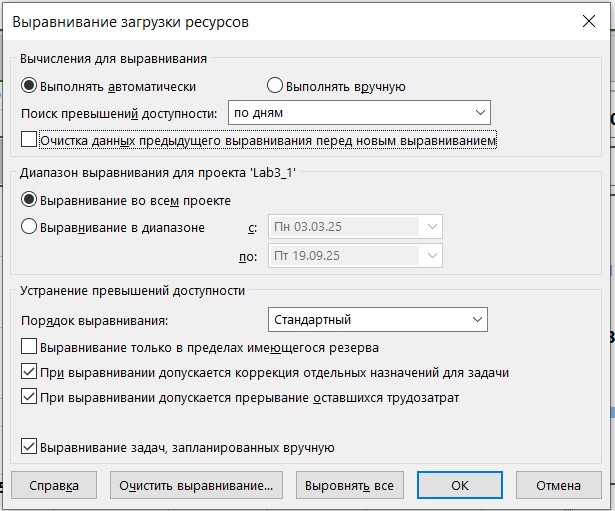 Выравнивание загрузки ресурсов
Вычисления для выравнивания
Выполнять автоматически
Выполнять вручную
Поиск превышений доступности:
по дням
Очистка данных предыдущего выравнивания перед новым выравниванием
Диапазон выравнивания для проекта 'Lab3_1'
Выравнивание во всем проекте
Выравнивание в диапазоне
с:
Пн 03.03.25
по:
Пт 19.09.25
Устранение превышений доступности
Порядок выравнивания:
Стандартный
Выравнивание только в пределах имеющегося резерва
При выравнивании допускается коррекция отдельных назначений для задачи
При выравнивании допускается прерывание оставшихся трудозатрат
Выравнивание задач, запланированных вручную
Справка
Очистить выравнивание...
Выровнять все
ОК
Отмена